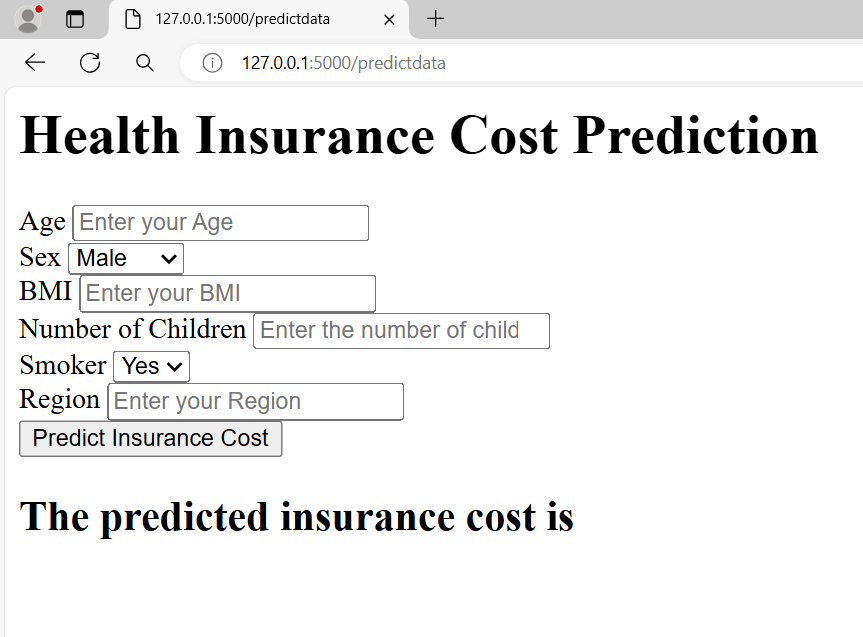 127.0.0.1:5000/predictdata
127.0.0.1:5000/predictdata
Health Insurance Cost Prediction
Age Enter your Age
Sex Male
BMI Enter your BMI
Number of Children Enter the number of child
Smoker Yes
Region Enter your Region
Predict Insurance Cost
The predicted insurance cost is